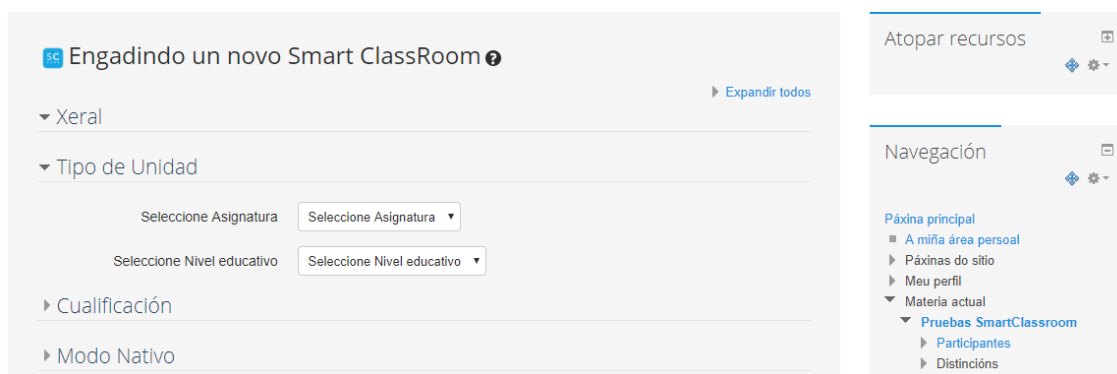 SC
Engadindo un novo Smart ClassRoom
Expandir todos
Xeral
Tipo de Unidad
Seleccione Asignatura
Seleccione Asignatura
Seleccione Nivel educativo
Seleccione Nivel educativo
Cualificación
Modo Nativo
Atopar recursos
Navegación
Páxina principal
A miña área persoal
Páxinas do sitio
Meu perfil
Materia actual
Pruebas SmartClassroom
Participantes
Distincións